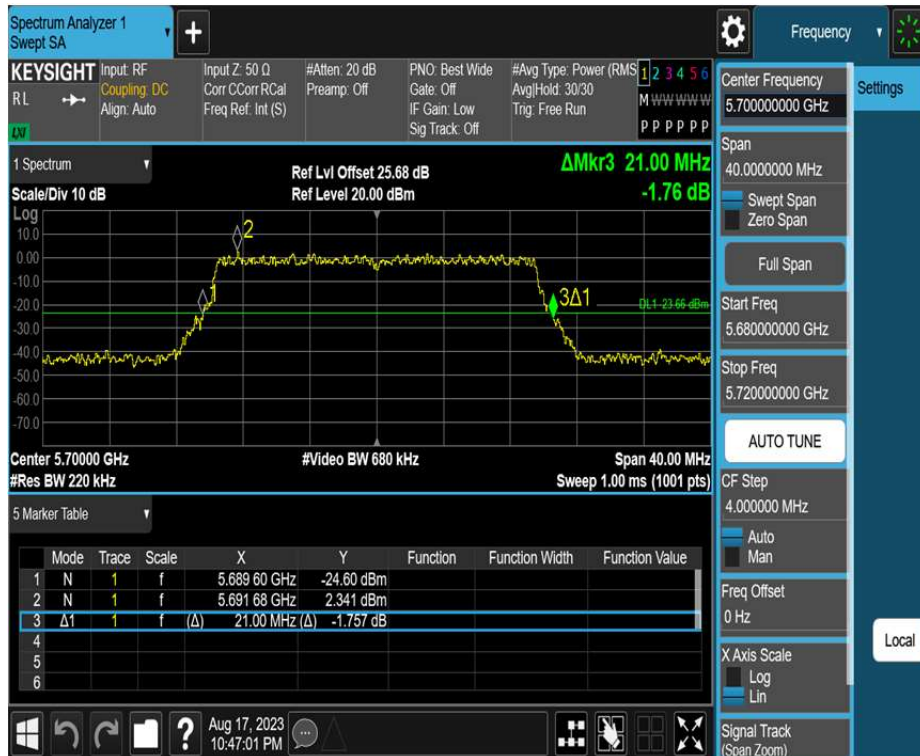 Spectrum Analyzer 1
Swept SA
+
Frequency
KEYSIGHT
RL
LXI
Input: RF
Coupling: DC
Align: Auto
Input Z: 50 Ω
Corr CCorr RCal
Freq Ref: Int (S)
#Atten: 20 dB
Preamp: Off
PNO: Best Wide
Gate: Off
IF Gain: Low
Sig Track: Off
#Avg Type: Power (RMS
Avg|Hold: 30/30
Trig: Free Run
1 2 3 4 5 6
M W W W W W
P P P P P P
1 Spectrum
Scale/Div 10 dB
Ref Lvl Offset 25.68 dB
Ref Level 20.00 dBm
ΔMkr3 21.00 MHz
-1.76 dB
Log
10.0
0.00
-10.0
-20.0
-30.0
-40.0
-50.0
-60.0
-70.0
2
1
3Δ1
DL1 -23.66 dBm
Center 5.70000 GHz
#Res BW 220 kHz
#Video BW 680 kHz
Span 40.00 MHz
Sweep 1.00 ms (1001 pts)
5 Marker Table
Mode Trace Scale X Y Function Function Width Function Value
1 N 1 f 5.689 60 GHz -24.60 dBm
2 N 1 f 5.691 68 GHz 2.341 dBm
3 Δ1 1 f (Δ) 21.00 MHz (Δ) -1.757 dB
4
5
6
Aug 17, 2023
10:47:01 PM
Center Frequency
5.700000000 GHz
Span
40.0000000 MHz
Swept Span
Zero Span
Full Span
Start Freq
5.680000000 GHz
Stop Freq
5.720000000 GHz
AUTO TUNE
CF Step
4.000000 MHz
Auto
Man
Freq Offset
0 Hz
X Axis Scale
Log
Lin
Signal Track
(Span Zoom)
Settings
Local